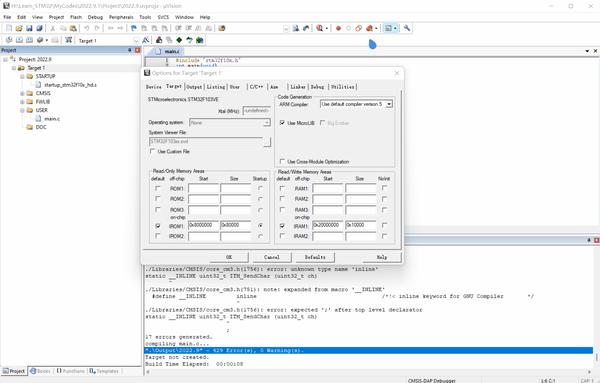 H:\Learn_STM32\MyCodes\2022.9.1\Project\2022.9.uvprojx - µVision
File Edit View Project Flash Debug Peripherals Tools SVCS Window Help
Target 1
Project
main.c
Project: 2022.9
Target 1
STARTUP
startup_stm32f10x_hd.s
CMSIS
FWLIB
USER
main.c
DOC
1 #include "stm32f10x.h"
2 int main(void)
Options for Target 'Target 1'
Device Target Output Listing User C/C++ Asm Linker Debug Utilities
STMicroelectronics STM32F103VE
Xtal (MHz): <undefined>
Operating system: None
System Viewer File:
STM32F103xx.svd
...
Use Custom File
Code Generation
ARM Compiler: Use default compiler version 5
Use Cross-Module Optimization
Use MicroLIB Big Endian
Read/Only Memory Areas
default off-chip Start Size Startup
ROM1:
ROM2:
ROM3:
on-chip
IROM1: 0x8000000 0x80000
IROM2:
Read/Write Memory Areas
default off-chip Start Size NoInit
RAM1:
RAM2:
RAM3:
on-chip
IRAM1: 0x20000000 0x10000
IRAM2:
OK Cancel Defaults Help
./Libraries/CMSIS/core_cm3.h(1756): error: unknown type name 'inline'
static __INLINE uint32_t ITM_SendChar (uint32_t ch)
^
./Libraries/CMSIS/core_cm3.h(751): note: expanded from macro '__INLINE'
#define __INLINE inline /*!< inline keyword for GNU Compiler */
^
./Libraries/CMSIS/core_cm3.h(1756): error: expected ';' after top level declarator
static __INLINE uint32_t ITM_SendChar (uint32_t ch)
^
;
17 errors generated.
compiling main.c...
".\Output\2022.9" - 429 Error(s), 0 Warning(s).
Target not created.
Build Time Elapsed: 00:00:08
Project Books {} Functions Templates
CMSIS-DAP Debugger
L:6 C:1
CAP